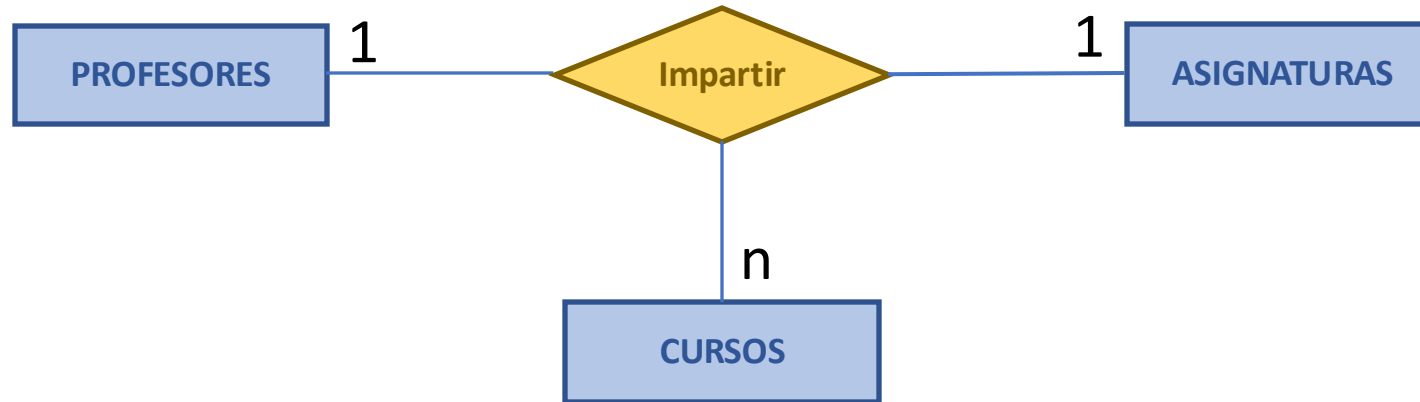 PROFESORES
1
Impartir
1
ASIGNATURAS
n
CURSOS